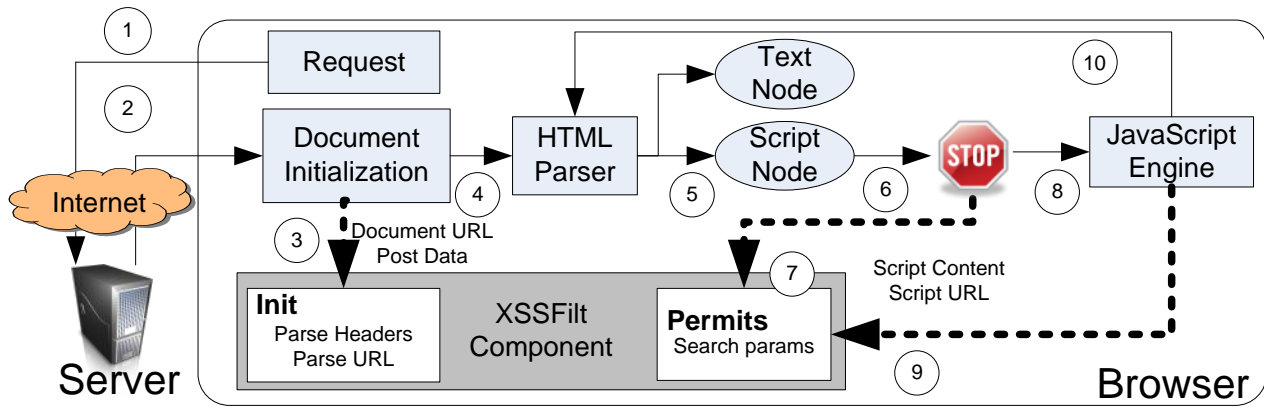 1
Request
Text
Node
10
2
Document
Initialization
HTML
Parser
Script
Node
STOP
JavaScript
Engine
4
5
6
8
Internet
3
Document URL
Post Data
7
Script Content
Script URL
Init
Parse Headers
Parse URL
XSSFilt
Component
Permits
Search params
9
Server
Browser